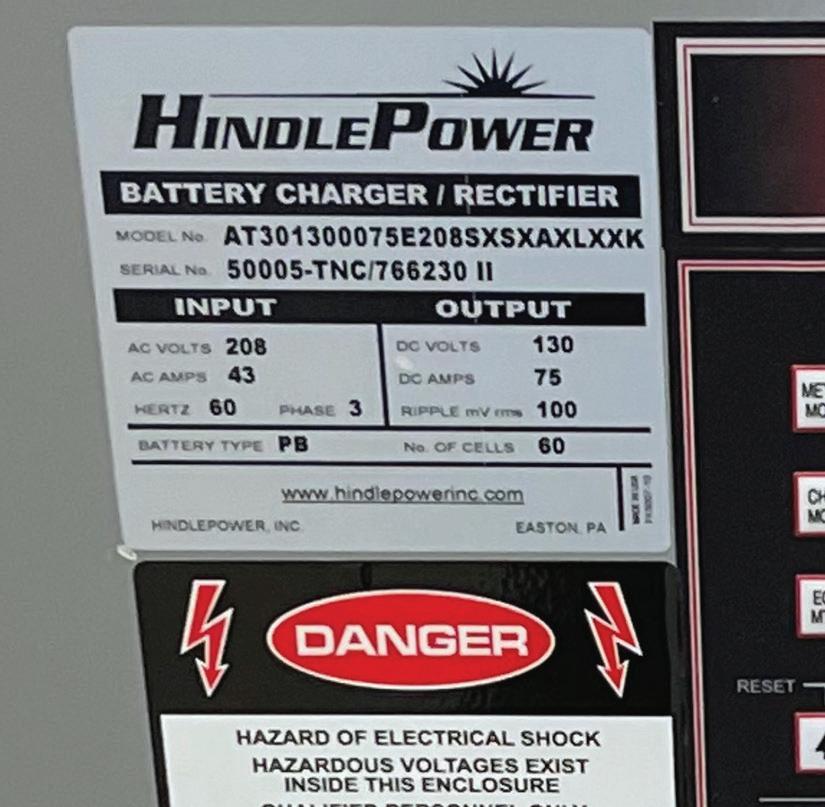 HINDLEPOWER
BATTERY CHARGER / RECTIFIER
MODEL No. AT301300075E208SXSXAXLXXK
SERIAL No. 50005-TNC/766230 II
INPUT OUTPUT
AC VOLTS 208 DC VOLTS 130
AC AMPS 43 DC AMPS 75
HERTZ 60 PHASE 3 RIPPLE mV rms 100
BATTERY TYPE PB No. OF CELLS 60
www.hindlepowerinc.com
HINDLEPOWER, INC. EASTON, PA
MADE IN USA
DANGER
HAZARD OF ELECTRICAL SHOCK
HAZARDOUS VOLTAGES EXIST
INSIDE THIS ENCLOSURE
QUALIFIED PERSONNEL ONLY
RESET